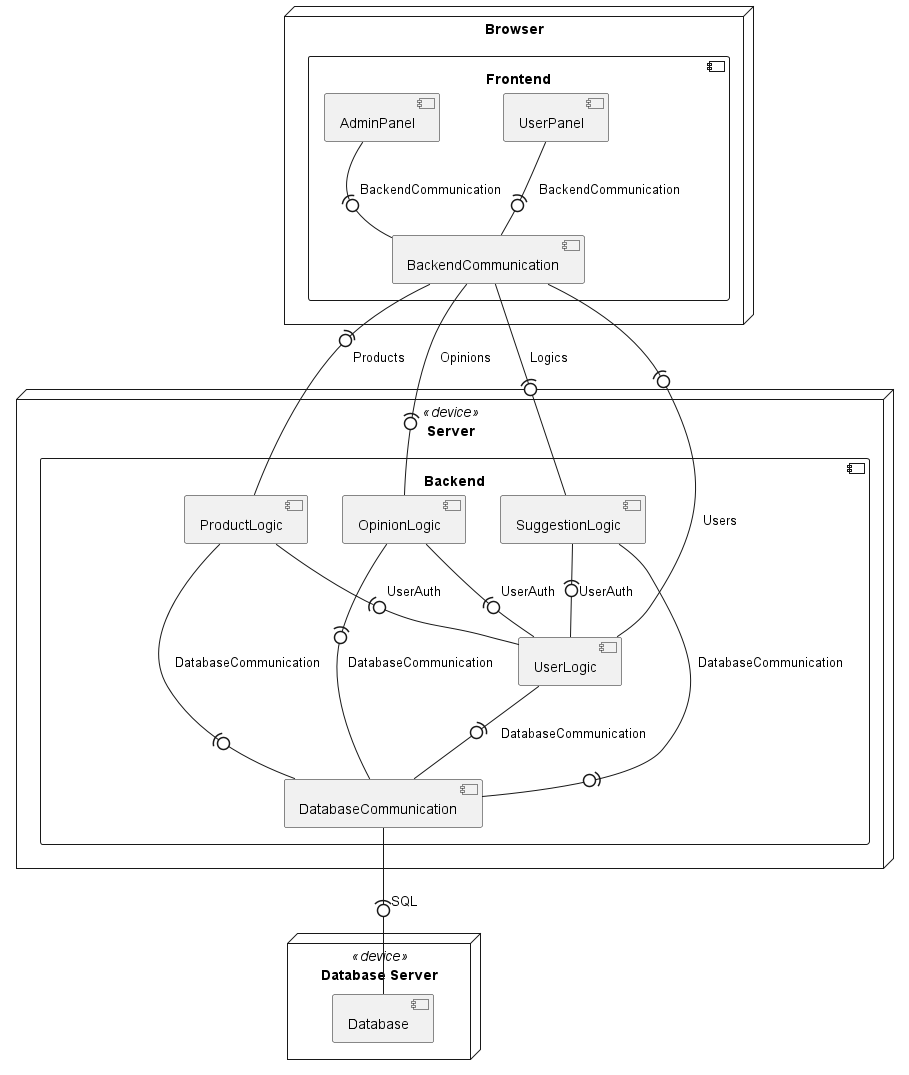 Browser
Frontend
AdminPanel
UserPanel
BackendCommunication
BackendCommunication
BackendCommunication
Products
Opinions
Logics
«device»
Server
Backend
ProductLogic
OpinionLogic
SuggestionLogic
Users
UserAuth
UserAuth
UserAuth
DatabaseCommunication
DatabaseCommunication
UserLogic
DatabaseCommunication
DatabaseCommunication
DatabaseCommunication
SQL
«device»
Database Server
Database